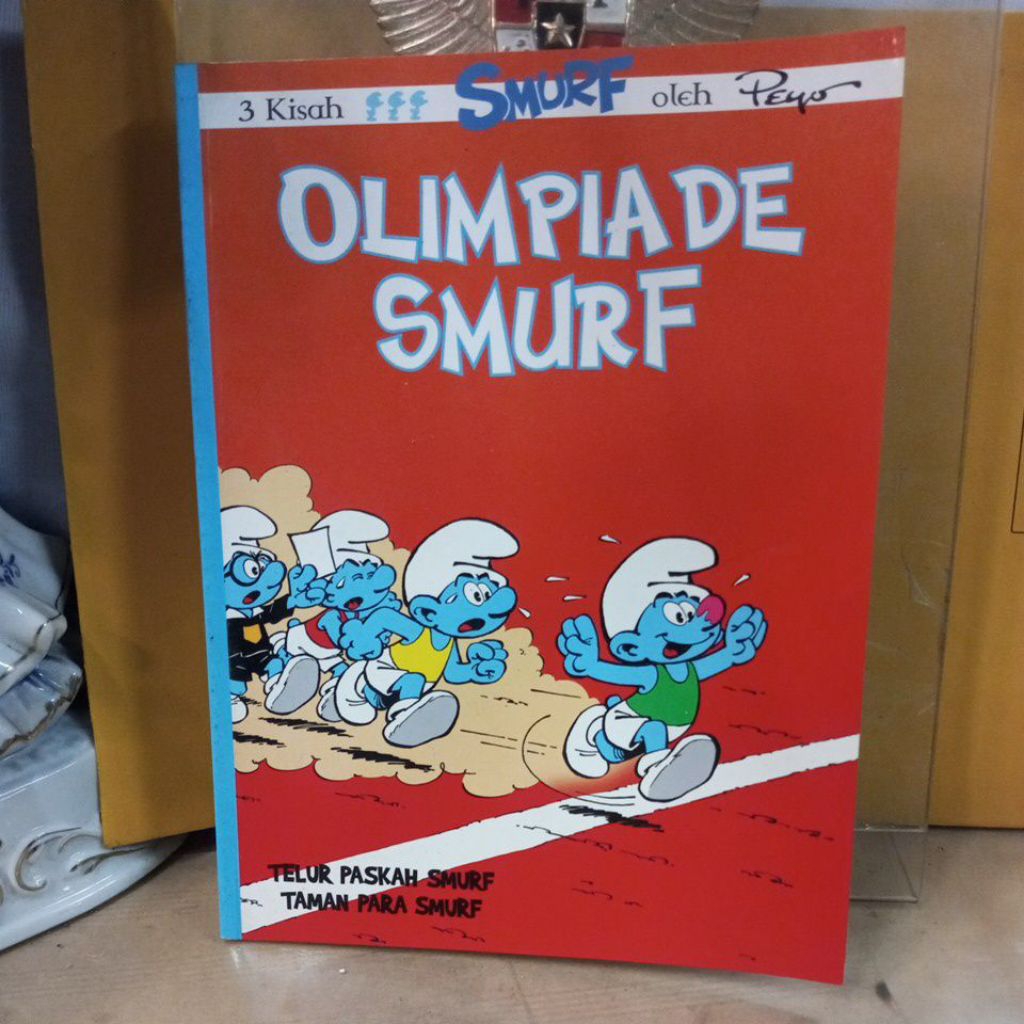 3 Kisah SMURF oleh Peyo
OLIMPIADE
SMURF
TELUR PASKAH SMURF
TAMAN PARA SMURF